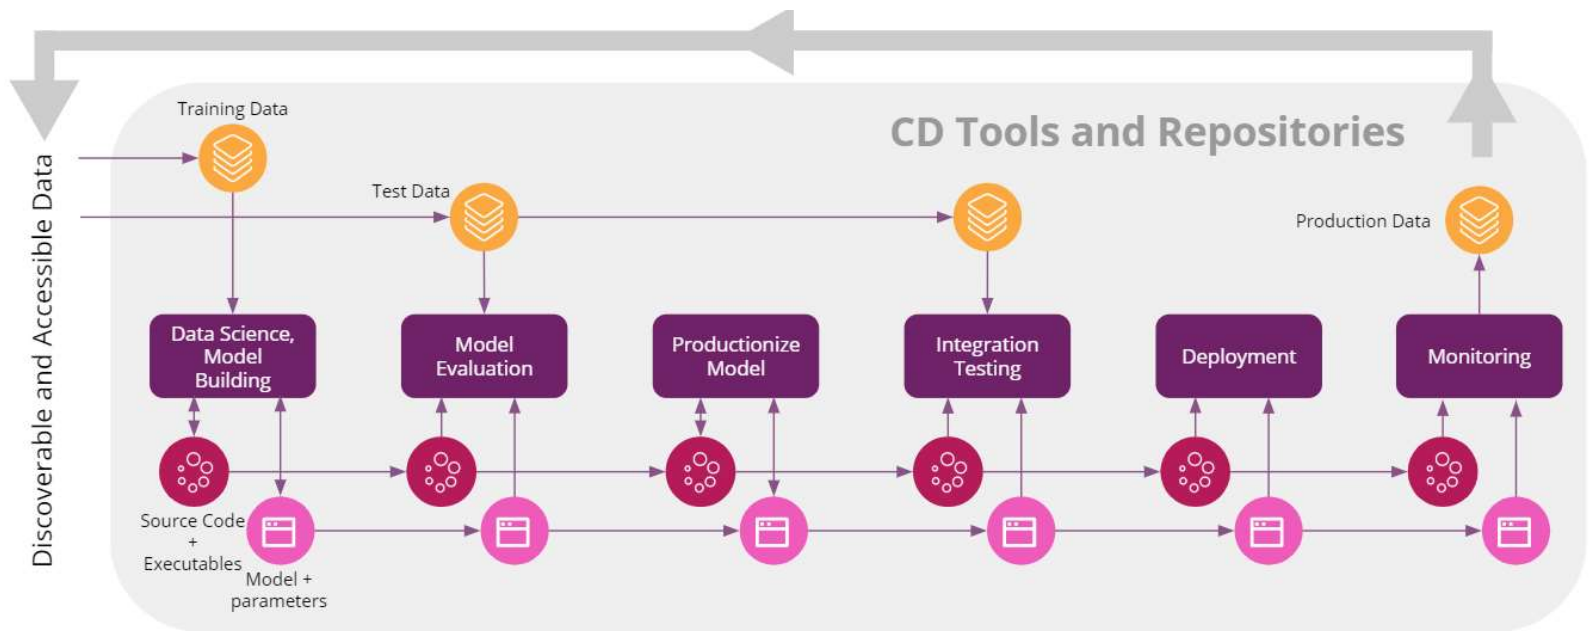 CD Tools and Repositories
Discoverable and Accessible Data
Training Data
Test Data
Production Data
Data Science,
Model
Building
Model
Evaluation
Productionize
Model
Integration
Testing
Deployment
Monitoring
Source Code
+
Executables
Model +
parameters